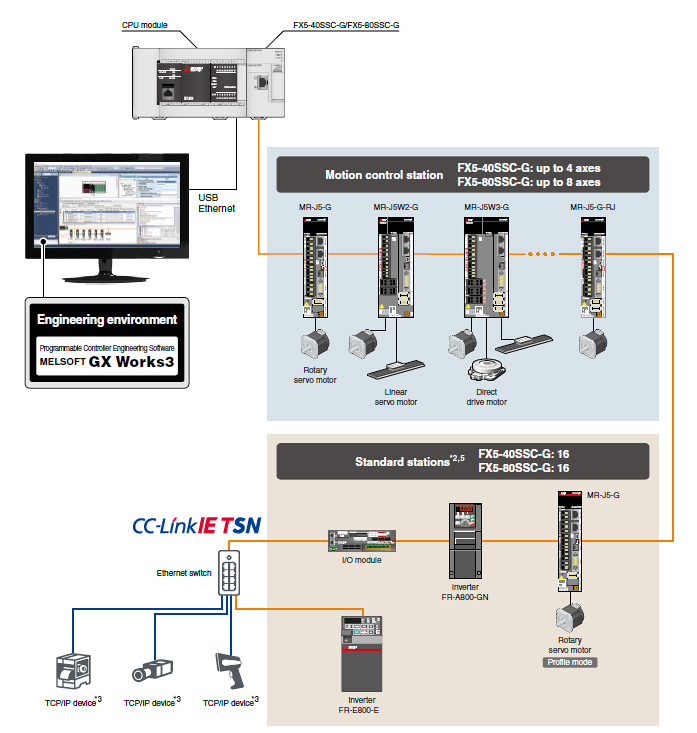 CPU module
FX5-40SSC-G/FX5-80SSC-G
USB
Ethernet
Motion control station
FX5-40SSC-G: up to 4 axes
FX5-80SSC-G: up to 8 axes
MR-J5-G
MR-J5W2-G
MR-J5W3-G
MR-J5-G-RJ
Engineering environment
Programmable Controller Engineering Software
MELSOFT GX Works3
Rotary
servo motor
Linear
servo motor
Direct
drive motor
Standard stations*2,5
FX5-40SSC-G: 16
FX5-80SSC-G: 16
MR-J5-G
CC-Link IE TSN
I/O module
Inverter
FR-A800-GN
Ethernet switch
Rotary
servo motor
Profile mode
TCP/IP device*3
TCP/IP device*3
TCP/IP device*3
Inverter
FR-E800-E